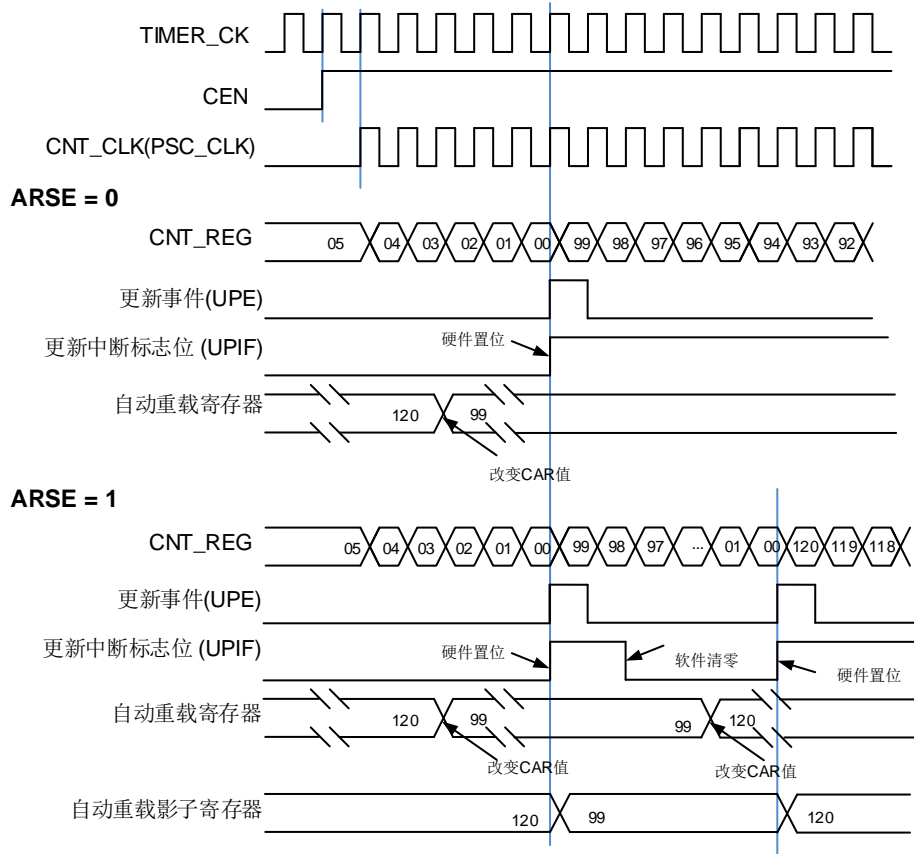 TIMER_CK
CEN
CNT_CLK(PSC_CLK)
ARSE = 0
CNT_REG 05 04 03 02 01 00 99 98 97 96 95 94 93 92
更新事件(UPE)
更新中断标志位 (UPIF) 硬件置位
自动重载寄存器 120 99
改变CAR值
ARSE = 1
CNT_REG 05 04 03 02 01 00 99 98 97 ... 01 00 120 119 118
更新事件(UPE)
更新中断标志位 (UPIF) 硬件置位 软件清零 硬件置位
自动重载寄存器 120 99 99 120
改变CAR值 改变CAR值
自动重载影子寄存器 120 99 120